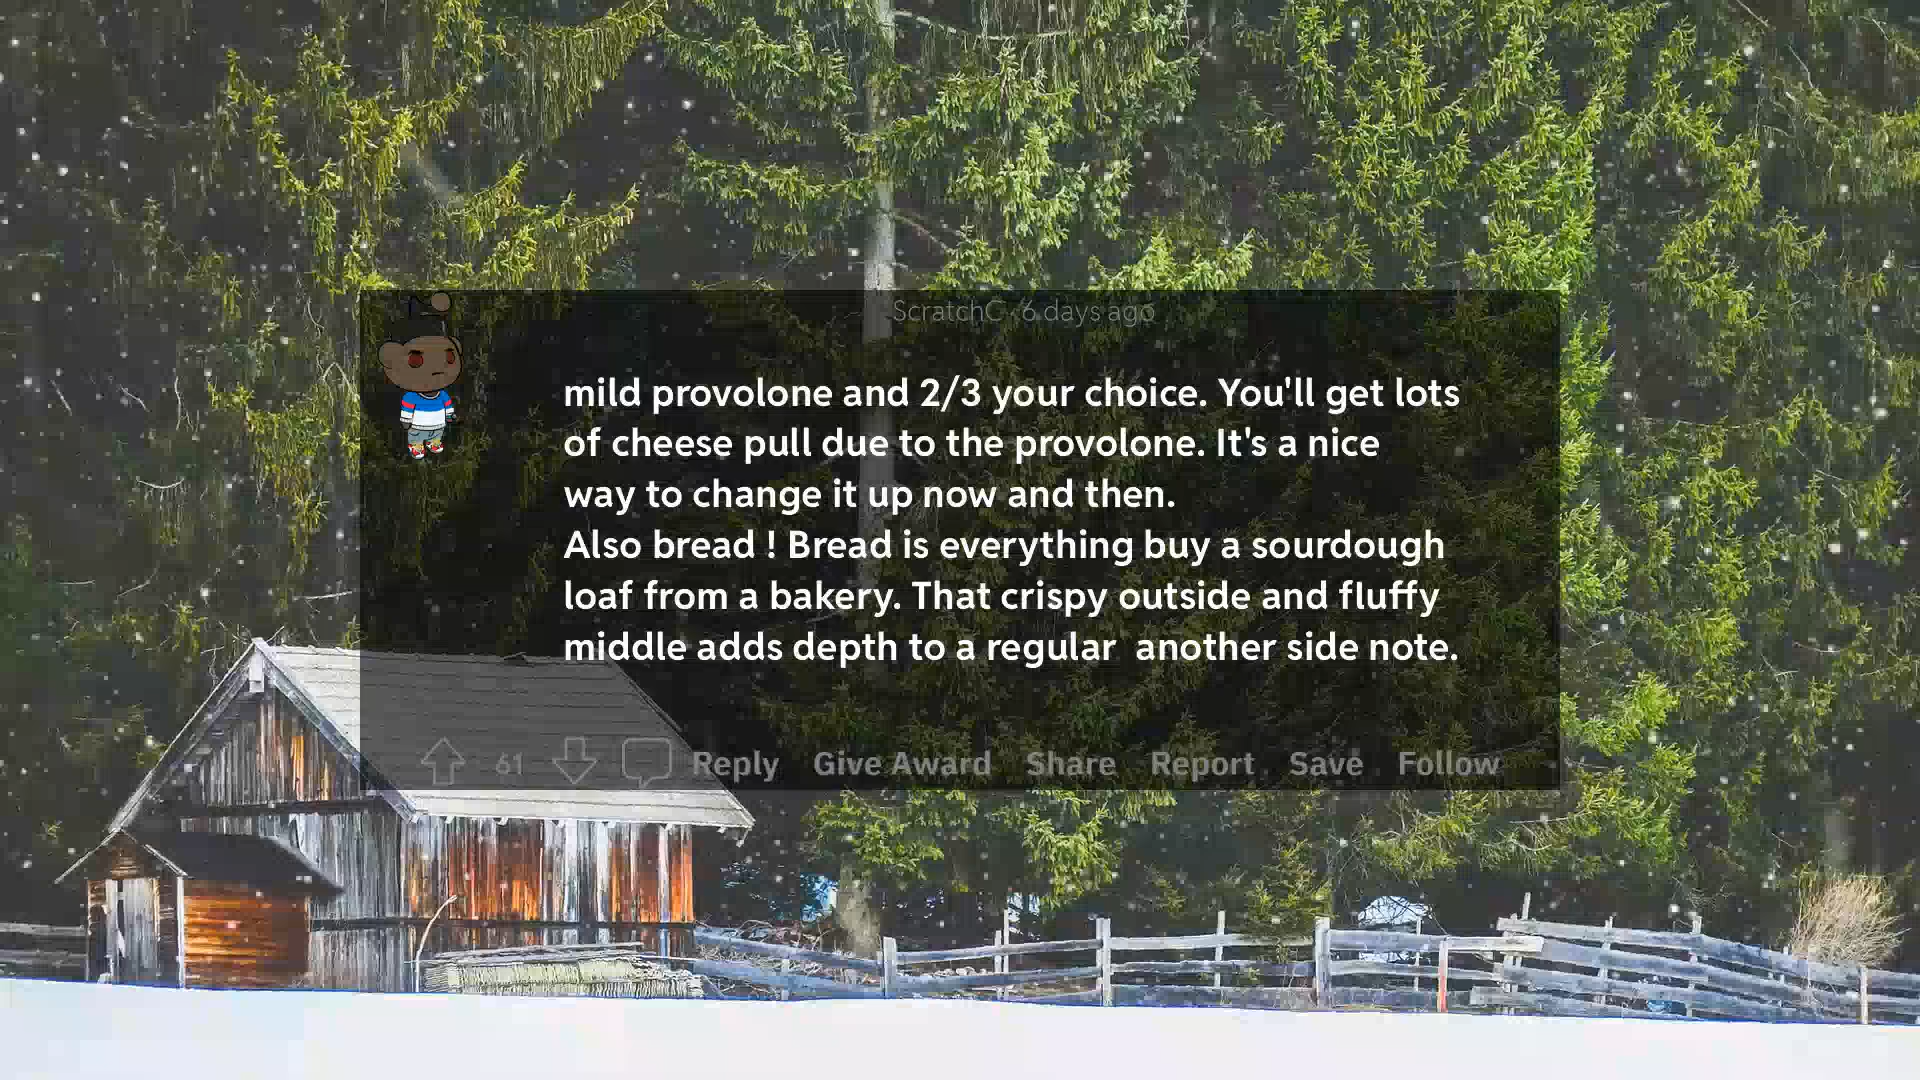 ScratchC · 6 days ago
mild provolone and 2/3 your choice. You'll get lots
of cheese pull due to the provolone. It's a nice
way to change it up now and then.
Also bread ! Bread is everything buy a sourdough
loaf from a bakery. That crispy outside and fluffy
middle adds depth to a regular  another side note.
61 Reply Give Award Share Report Save Follow